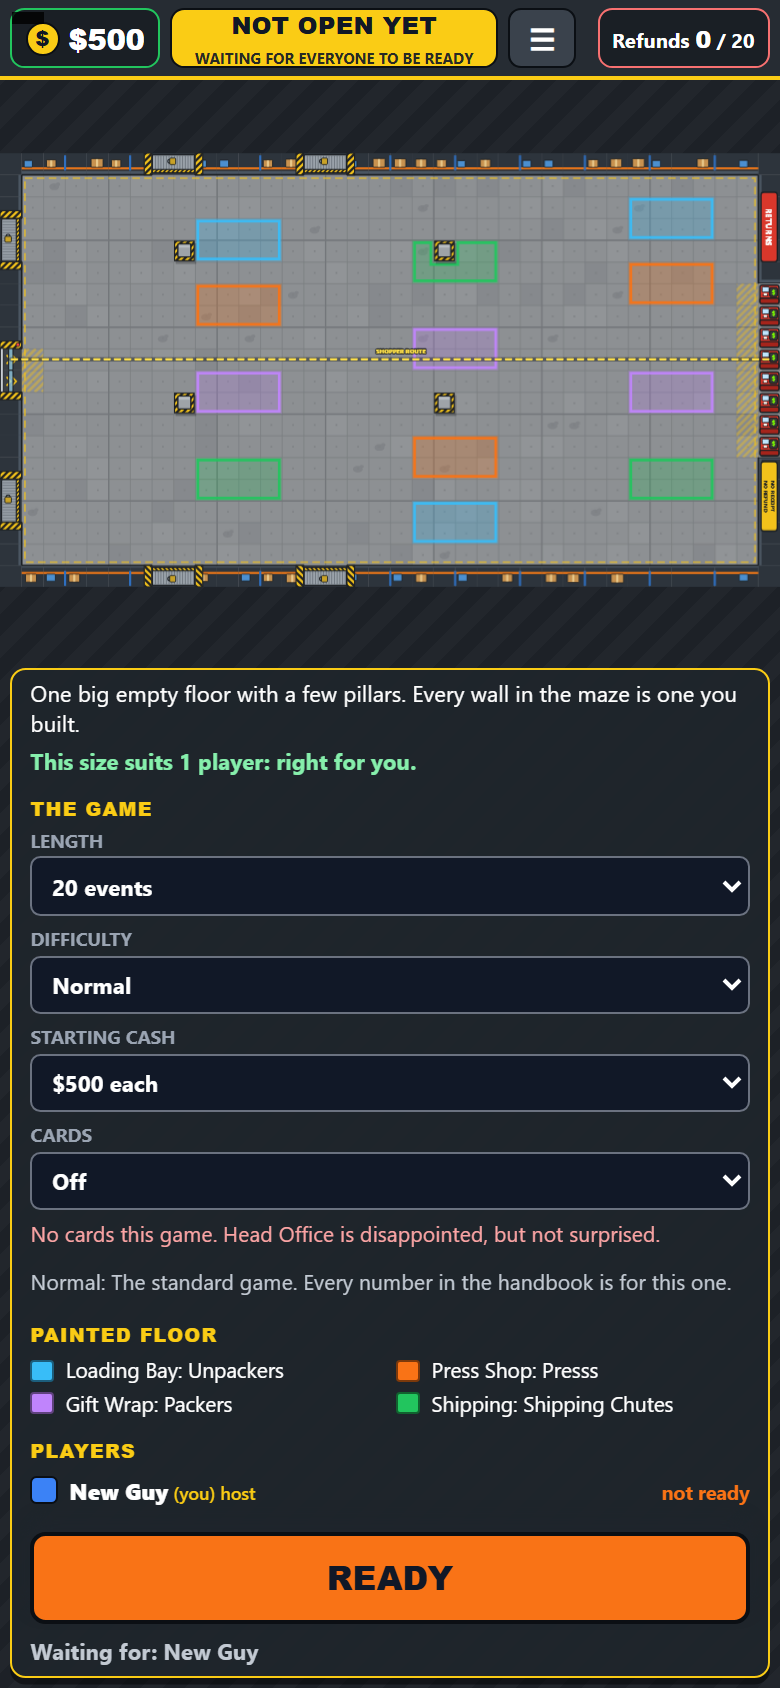 $500
NOT OPEN YET
WAITING FOR EVERYONE TO BE READY
Refunds 0 / 20
RETURNS
SHOPPER ROUTE
NO RECEIPT
NO REFUND
One big empty floor with a few pillars. Every wall in the maze is one you
built.
This size suits 1 player: right for you.
THE GAME
LENGTH
20 events
DIFFICULTY
Normal
STARTING CASH
$500 each
CARDS
Off
No cards this game. Head Office is disappointed, but not surprised.
Normal: The standard game. Every number in the handbook is for this one.
PAINTED FLOOR
Loading Bay: Unpackers
Press Shop: Presss
Gift Wrap: Packers
Shipping: Shipping Chutes
PLAYERS
New Guy (you) host
not ready
READY
Waiting for: New Guy